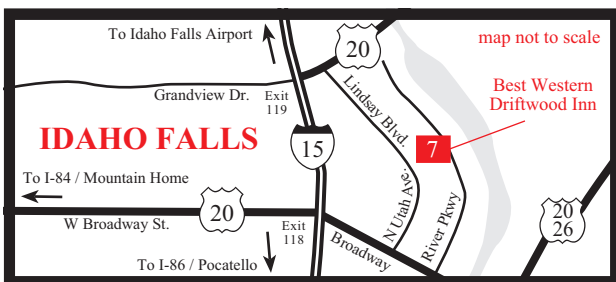 To Idaho Falls Airport
20
map not to scale
Grandview Dr.
Exit
119
Lindsay Blvd.
Best Western
Driftwood Inn
IDAHO FALLS
15
7
To I-84 / Mountain Home
N Utah Ave.
River Pkwy
20
26
W Broadway St.
20
Exit
118
Broadway
To I-86 / Pocatello